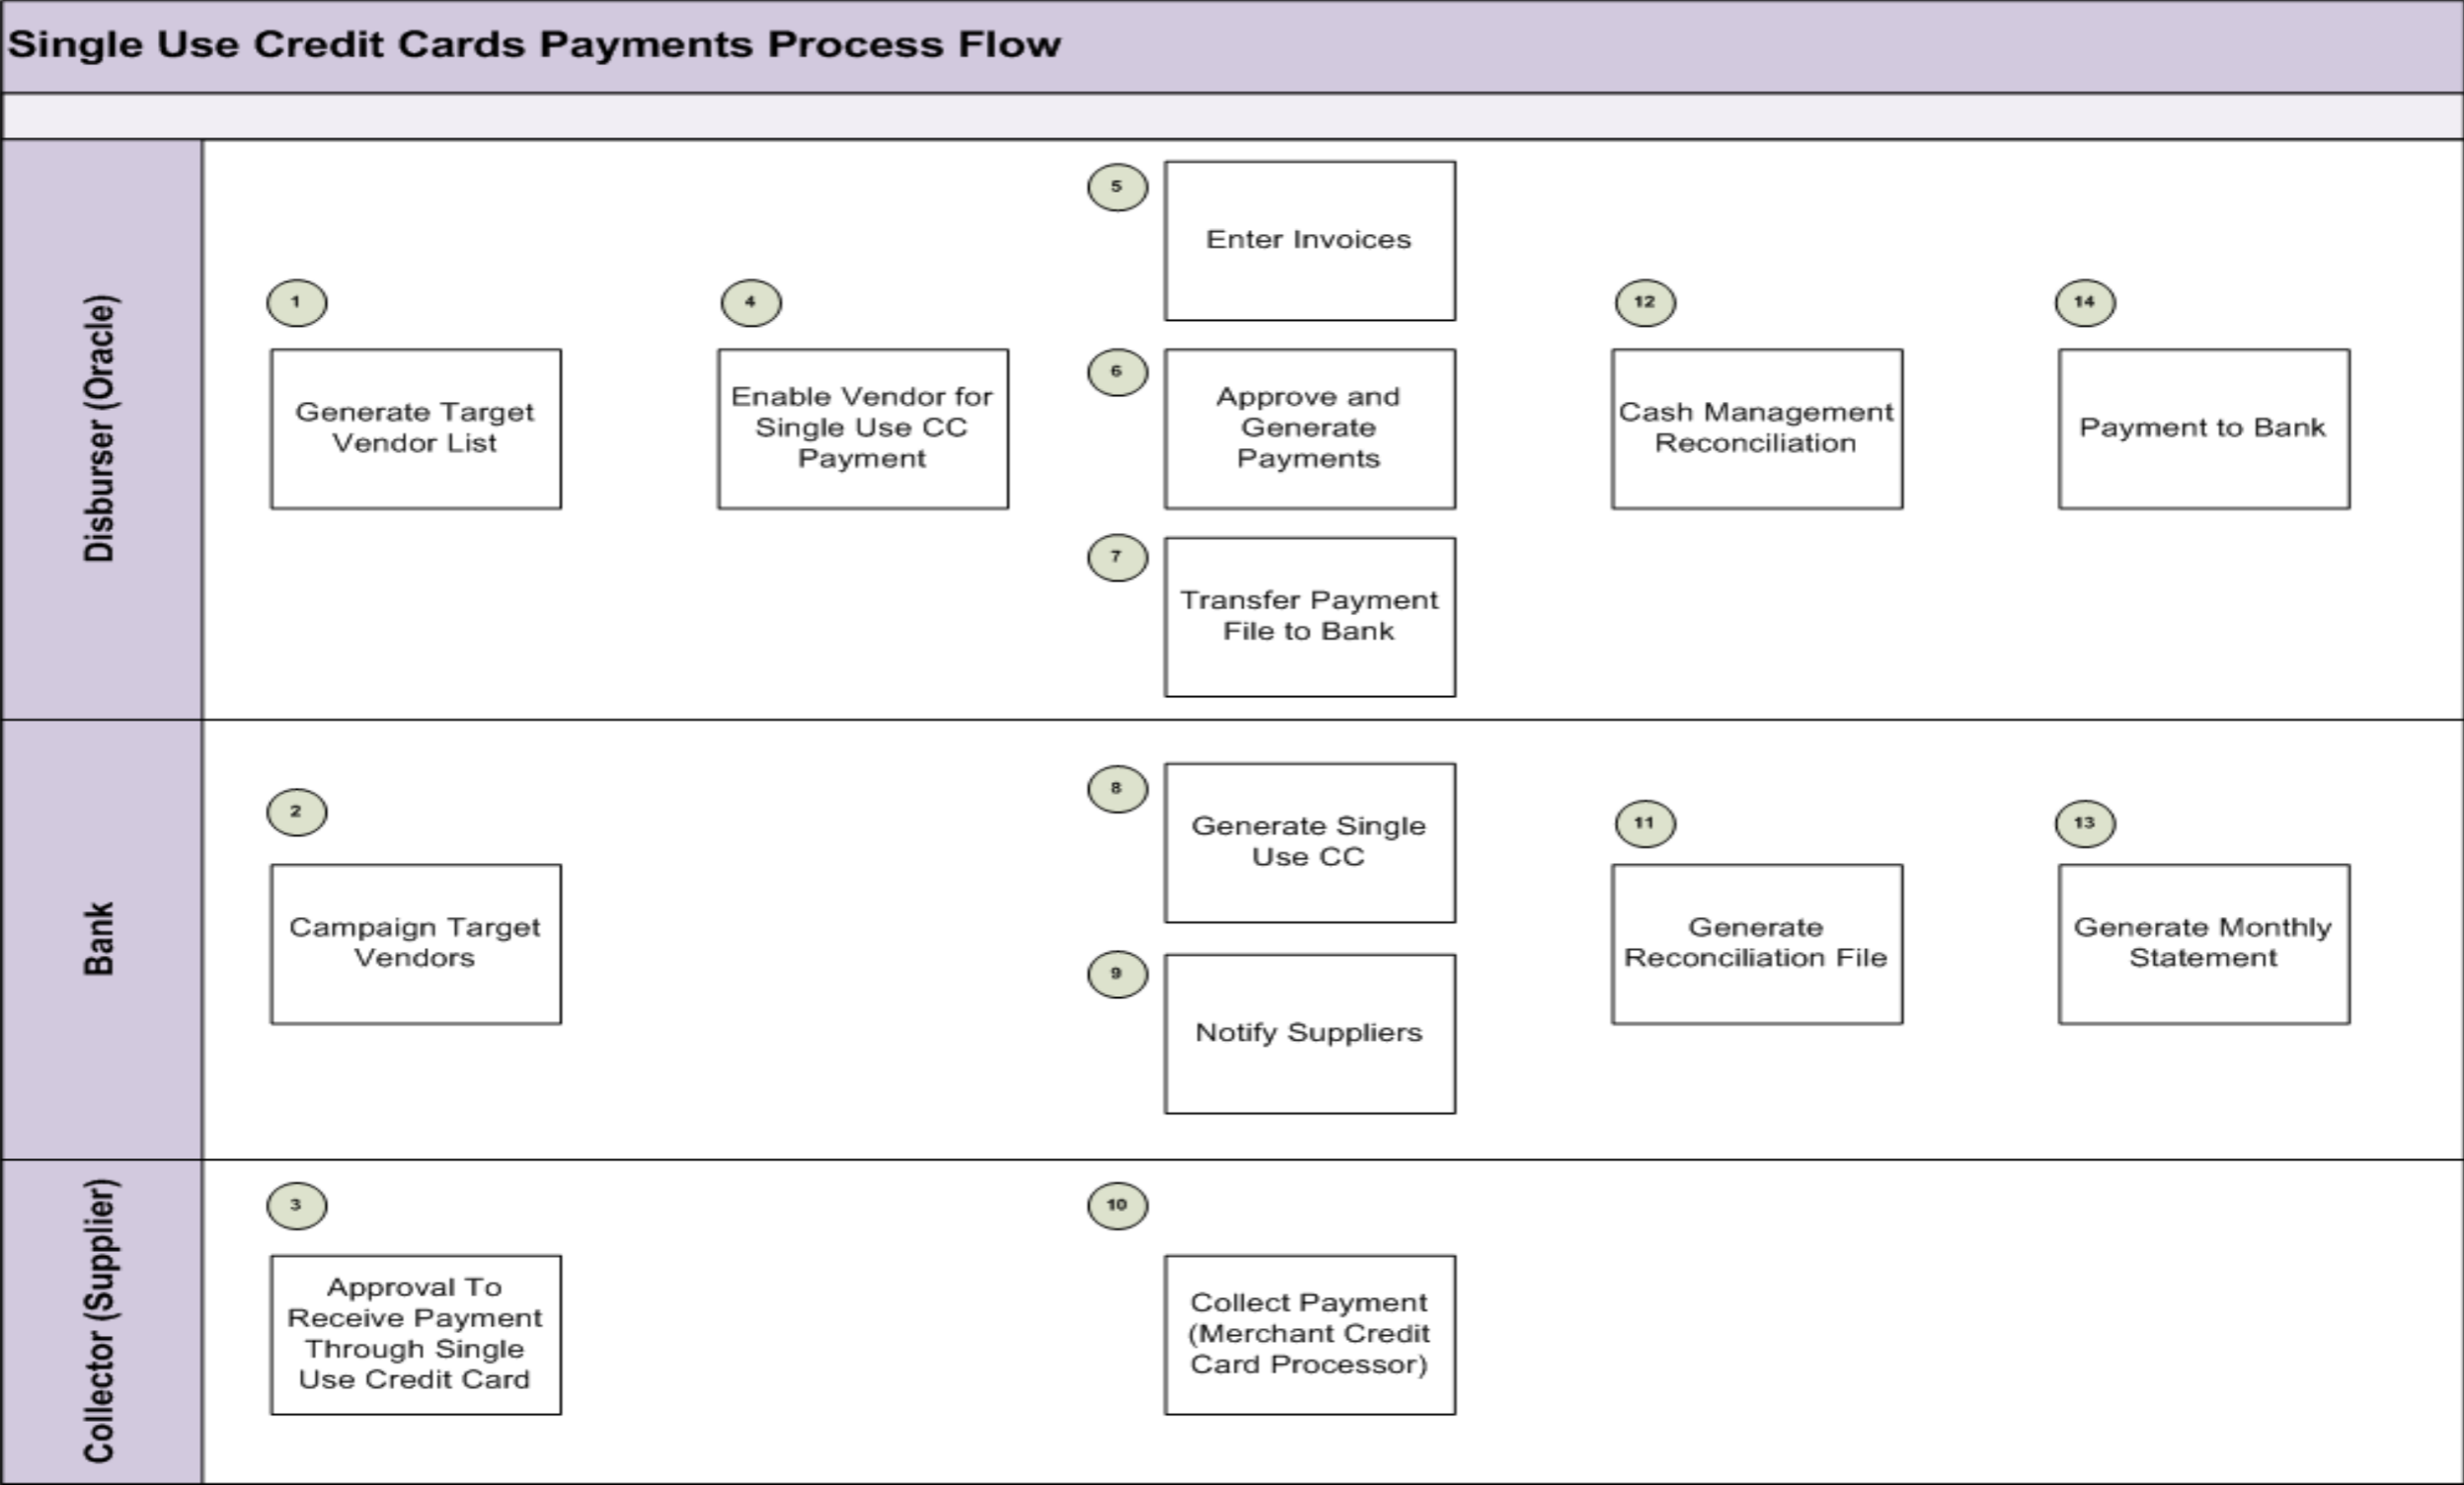 Single Use Credit Cards Payments Process Flow
Disburser (Oracle)
1
Generate Target
Vendor List
4
Enable Vendor for
Single Use CC
Payment
5
Enter Invoices
6
Approve and
Generate
Payments
7
Transfer Payment
File to Bank
12
Cash Management
Reconciliation
14
Payment to Bank
Bank
2
Campaign Target
Vendors
8
Generate Single
Use CC
9
Notify Suppliers
11
Generate
Reconciliation File
13
Generate Monthly
Statement
Collector (Supplier)
3
Approval To
Receive Payment
Through Single
Use Credit Card
10
Collect Payment
(Merchant Credit
Card Processor)